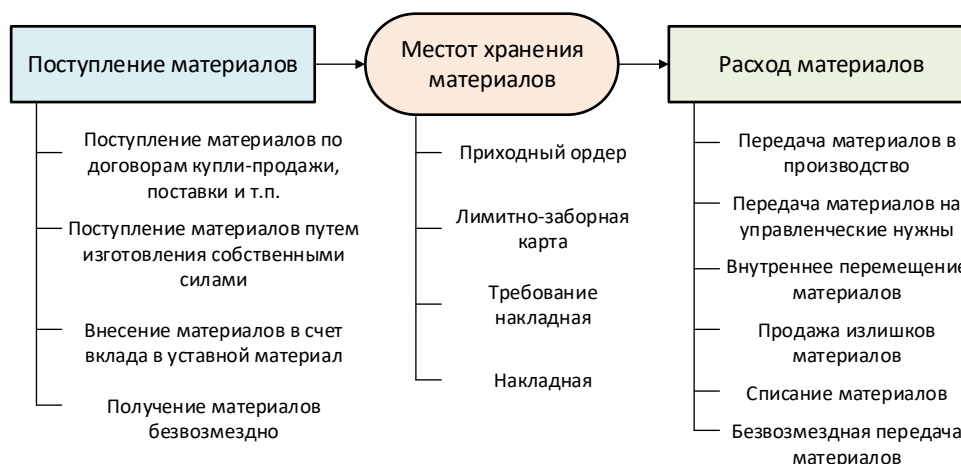 Поступление материалов
Поступление материалов по
договорам купли-продажи,
поставки и т.п.
Поступление материалов путем
изготовления собственными
силами
Внесение материалов в счет
вклада в уставной материал
Получение материалов
безвозмездно
Местот хранения
материалов
Приходный ордер
Лимитно-заборная
карта
Требование
накладная
Накладная
Расход материалов
Передача материалов в
производство
Передача материалов на
управленческие нужны
Внутреннее перемещение
материалов
Продажа излишков
материалов
Списание материалов
Безвозмездная передача
материалов